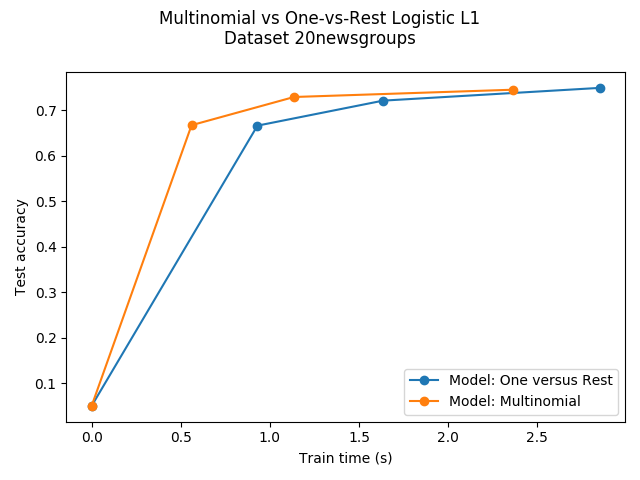 Multinomial vs One-vs-Rest Logistic L1
Dataset 20newsgroups
0.7
0.6
0.5
0.4
0.3
0.2
0.1
Test accuracy
Model: One versus Rest
Model: Multinomial
0.0 0.5 1.0 1.5 2.0 2.5
Train time (s)